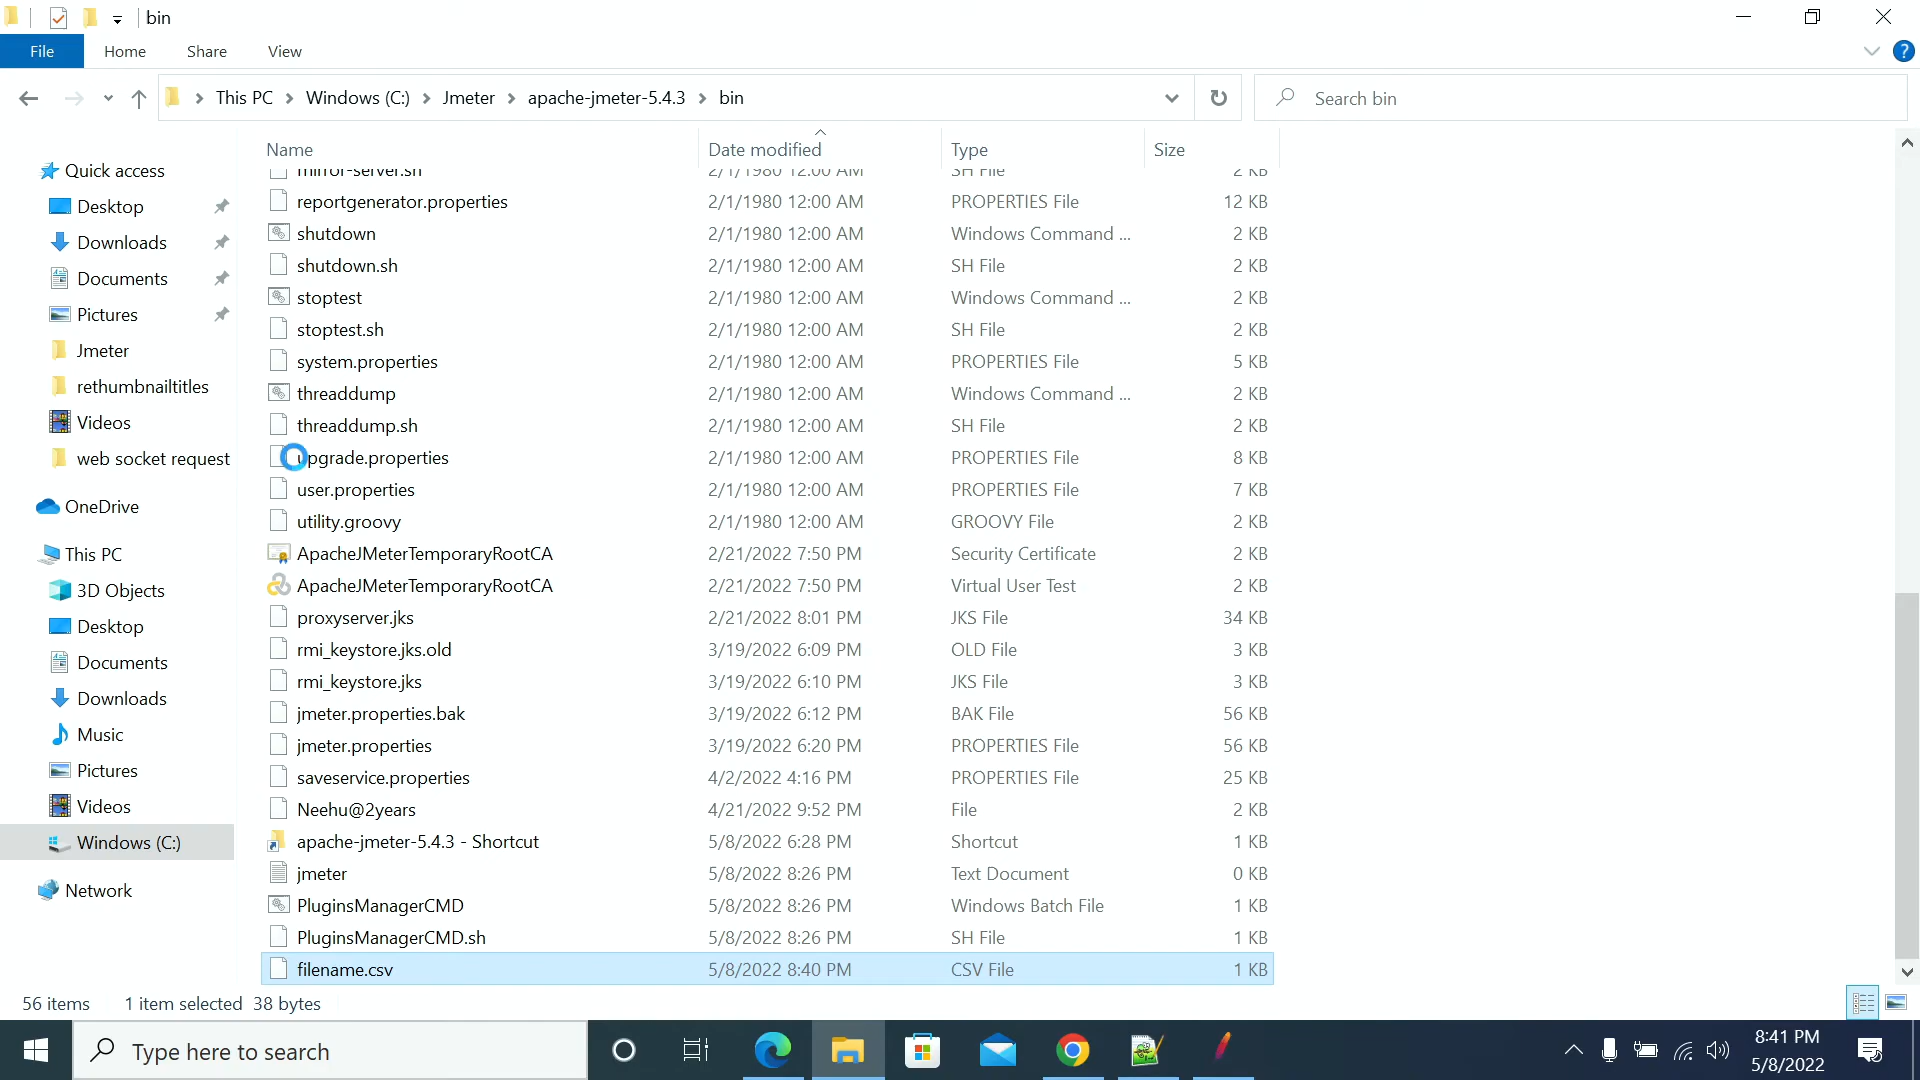 bin
File Home Share View
This PC Windows (C:) Jmeter apache-jmeter-5.4.3 bin Search bin
Name Date modified Type Size
mirror-server.sh 2/1/1980 12:00 AM SH File 2 KB
reportgenerator.properties 2/1/1980 12:00 AM PROPERTIES File 12 KB
shutdown 2/1/1980 12:00 AM Windows Command ... 2 KB
shutdown.sh 2/1/1980 12:00 AM SH File 2 KB
stoptest 2/1/1980 12:00 AM Windows Command ... 2 KB
stoptest.sh 2/1/1980 12:00 AM SH File 2 KB
system.properties 2/1/1980 12:00 AM PROPERTIES File 5 KB
threaddump 2/1/1980 12:00 AM Windows Command ... 2 KB
threaddump.sh 2/1/1980 12:00 AM SH File 2 KB
upgrade.properties 2/1/1980 12:00 AM PROPERTIES File 8 KB
user.properties 2/1/1980 12:00 AM PROPERTIES File 7 KB
utility.groovy 2/1/1980 12:00 AM GROOVY File 2 KB
ApacheJMeterTemporaryRootCA 2/21/2022 7:50 PM Security Certificate 2 KB
ApacheJMeterTemporaryRootCA 2/21/2022 7:50 PM Virtual User Test 2 KB
proxyserver.jks 2/21/2022 8:01 PM JKS File 34 KB
rmi_keystore.jks.old 3/19/2022 6:09 PM OLD File 3 KB
rmi_keystore.jks 3/19/2022 6:10 PM JKS File 3 KB
jmeter.properties.bak 3/19/2022 6:12 PM BAK File 56 KB
jmeter.properties 3/19/2022 6:20 PM PROPERTIES File 56 KB
saveservice.properties 4/2/2022 4:16 PM PROPERTIES File 25 KB
Neehu@2years 4/21/2022 9:52 PM File 2 KB
apache-jmeter-5.4.3 - Shortcut 5/8/2022 6:28 PM Shortcut 1 KB
jmeter 5/8/2022 8:26 PM Text Document 0 KB
PluginsManagerCMD 5/8/2022 8:26 PM Windows Batch File 1 KB
PluginsManagerCMD.sh 5/8/2022 8:26 PM SH File 1 KB
filename.csv 5/8/2022 8:40 PM CSV File 1 KB
Quick access
Desktop
Downloads
Documents
Pictures
Jmeter
rethumbnailtitles
Videos
web socket request
OneDrive
This PC
3D Objects
Desktop
Documents
Downloads
Music
Pictures
Videos
Windows (C:)
Network
56 items 1 item selected 38 bytes
Type here to search
8:41 PM
5/8/2022